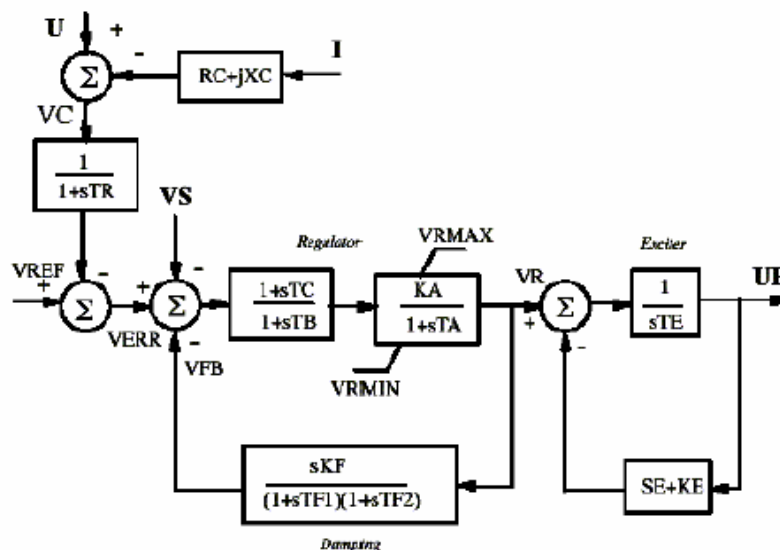 U
+
-
I
Σ
RC+jXC
VC
1
1+sTR
VS
Regulator
VRMAX
Exciter
VREF
+
-
Σ
VERR
+
-
Σ
-
VFB
1+sTC
1+sTB
KA
1+sTA
VRMIN
VR
+
Σ
-
1
sTE
sKF
(1+sTF1)(1+sTF2)
Damping
SE+KE